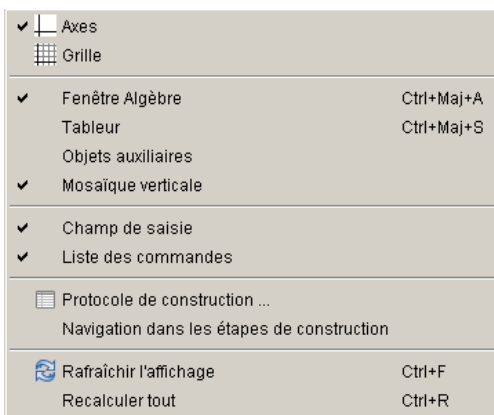 Axes
Grille
Fenêtre Algèbre Ctrl+Maj+A
Tableur Ctrl+Maj+S
Objets auxiliaires
Mosaïque verticale
Champ de saisie
Liste des commandes
Protocole de construction ...
Navigation dans les étapes de construction
Rafraîchir l'affichage Ctrl+F
Recalculer tout Ctrl+R